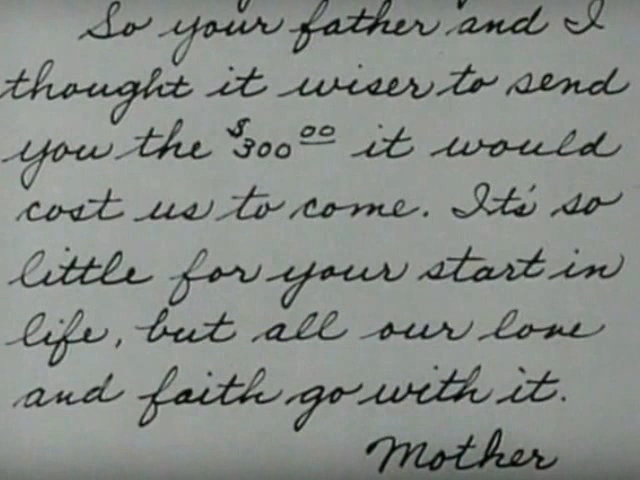 So your father and I
thought it wiser to send
you the $300 00 it would
cost us to come. It's so
little for your start in
life, but all our love
and faith go with it.
Mother